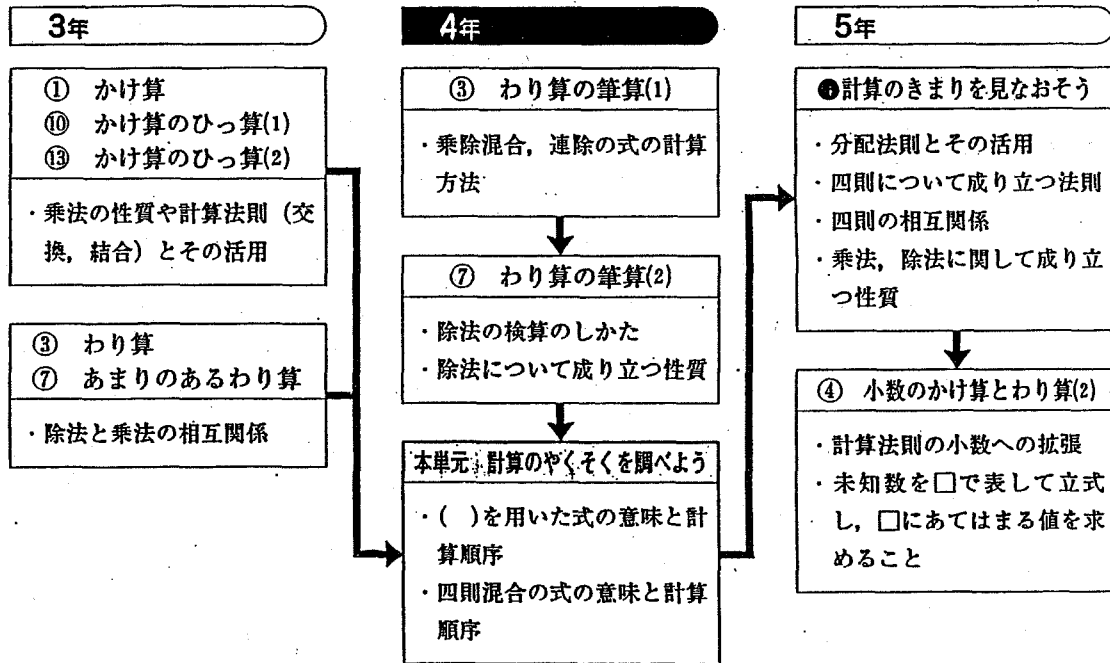 3年
① かけ算
⑩ かけ算のひっ算(1)
⑬ かけ算のひっ算(2)
・乗法の性質や計算法則（交
換，結合）とその活用
③ わり算
⑦ あまりのあるわり算
・除法と乗法の相互関係
4年
③ わり算の筆算(1)
・乗除混合，連除の式の計算
方法
⑦ わり算の筆算(2)
・除法の検算のしかた
・除法について成り立つ性質
本単元：計算のやくそくを調べよう
・( )を用いた式の意味と計
算順序
・四則混合の式の意味と計算
順序
5年
計算のきまりを見なおそう
・分配法則とその活用
・四則について成り立つ法則
・四則の相互関係
・乗法，除法に関して成り立
つ性質
④ 小数のかけ算とわり算(2)
・計算法則の小数への拡張
・未知数を□で表して立式
し，□にあてはまる値を求
めること